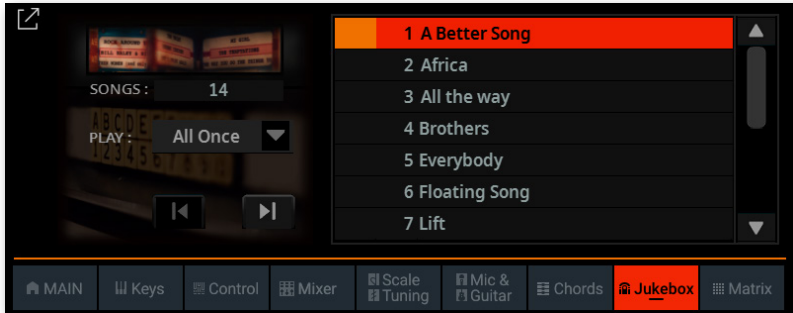 SONGS :
14
PLAY :
All Once
1 A Better Song
2 Africa
3 All the way
4 Brothers
5 Everybody
6 Floating Song
7 Lift
MAIN
Keys
Control
Mixer
Scale
Tuning
Mic &
Guitar
Chords
Jukebox
Matrix